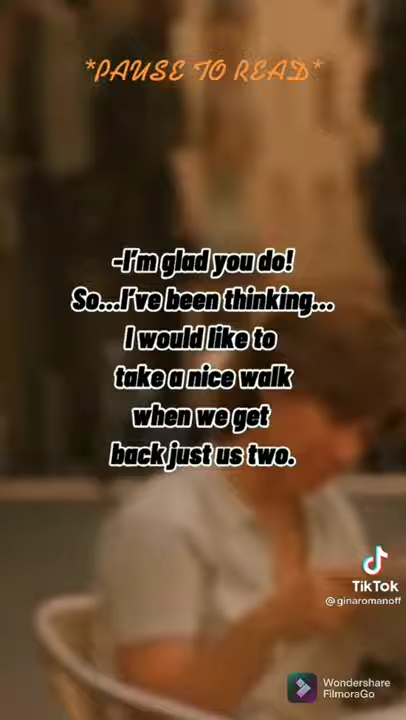 *PAUSE TO READ*
-I'm glad you do!
So...I've been thinking...
I would like to
take a nice walk
when we get
back just us two.
TikTok
@ginaromanoff
Wondershare
FilmoraGo